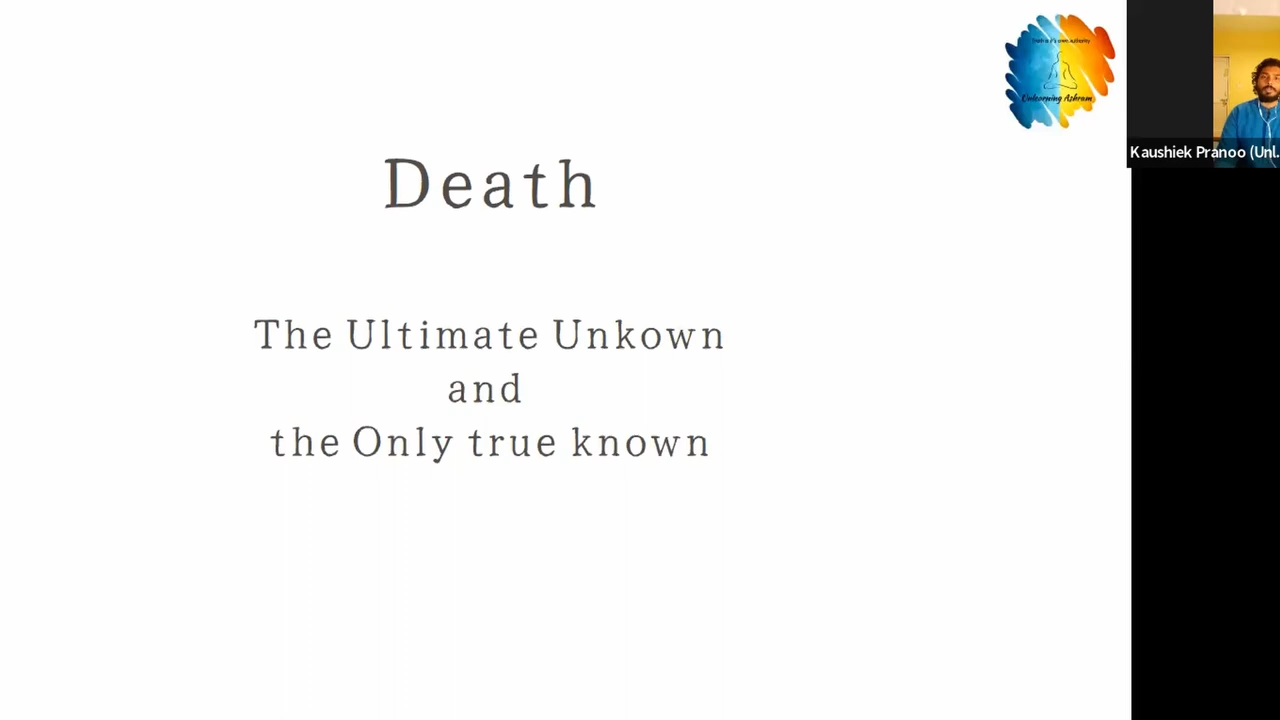 Unlearning Ashram
Kaushiek Pranoo (Unl.
Death
The Ultimate Unkown
and
the Only true known